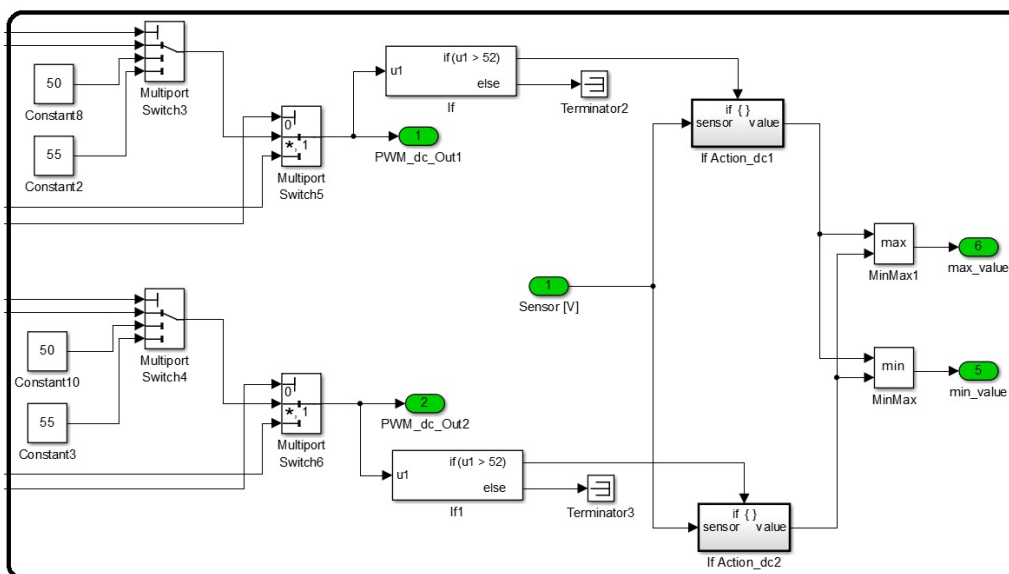 50
Constant8
Multiport
Switch3
55
Constant2
0
*, 1
Multiport
Switch5
u1
if(u1 > 52)
else
If
Terminator2
1
PWM_dc_Out1
if { }
sensor value
If Action_dc1
1
Sensor [V]
max
MinMax1
6
max_value
50
Constant10
Multiport
Switch4
55
Constant3
0
*, 1
Multiport
Switch6
2
PWM_dc_Out2
min
MinMax
5
min_value
u1
if(u1 > 52)
else
If1
Terminator3
if { }
sensor value
If Action_dc2